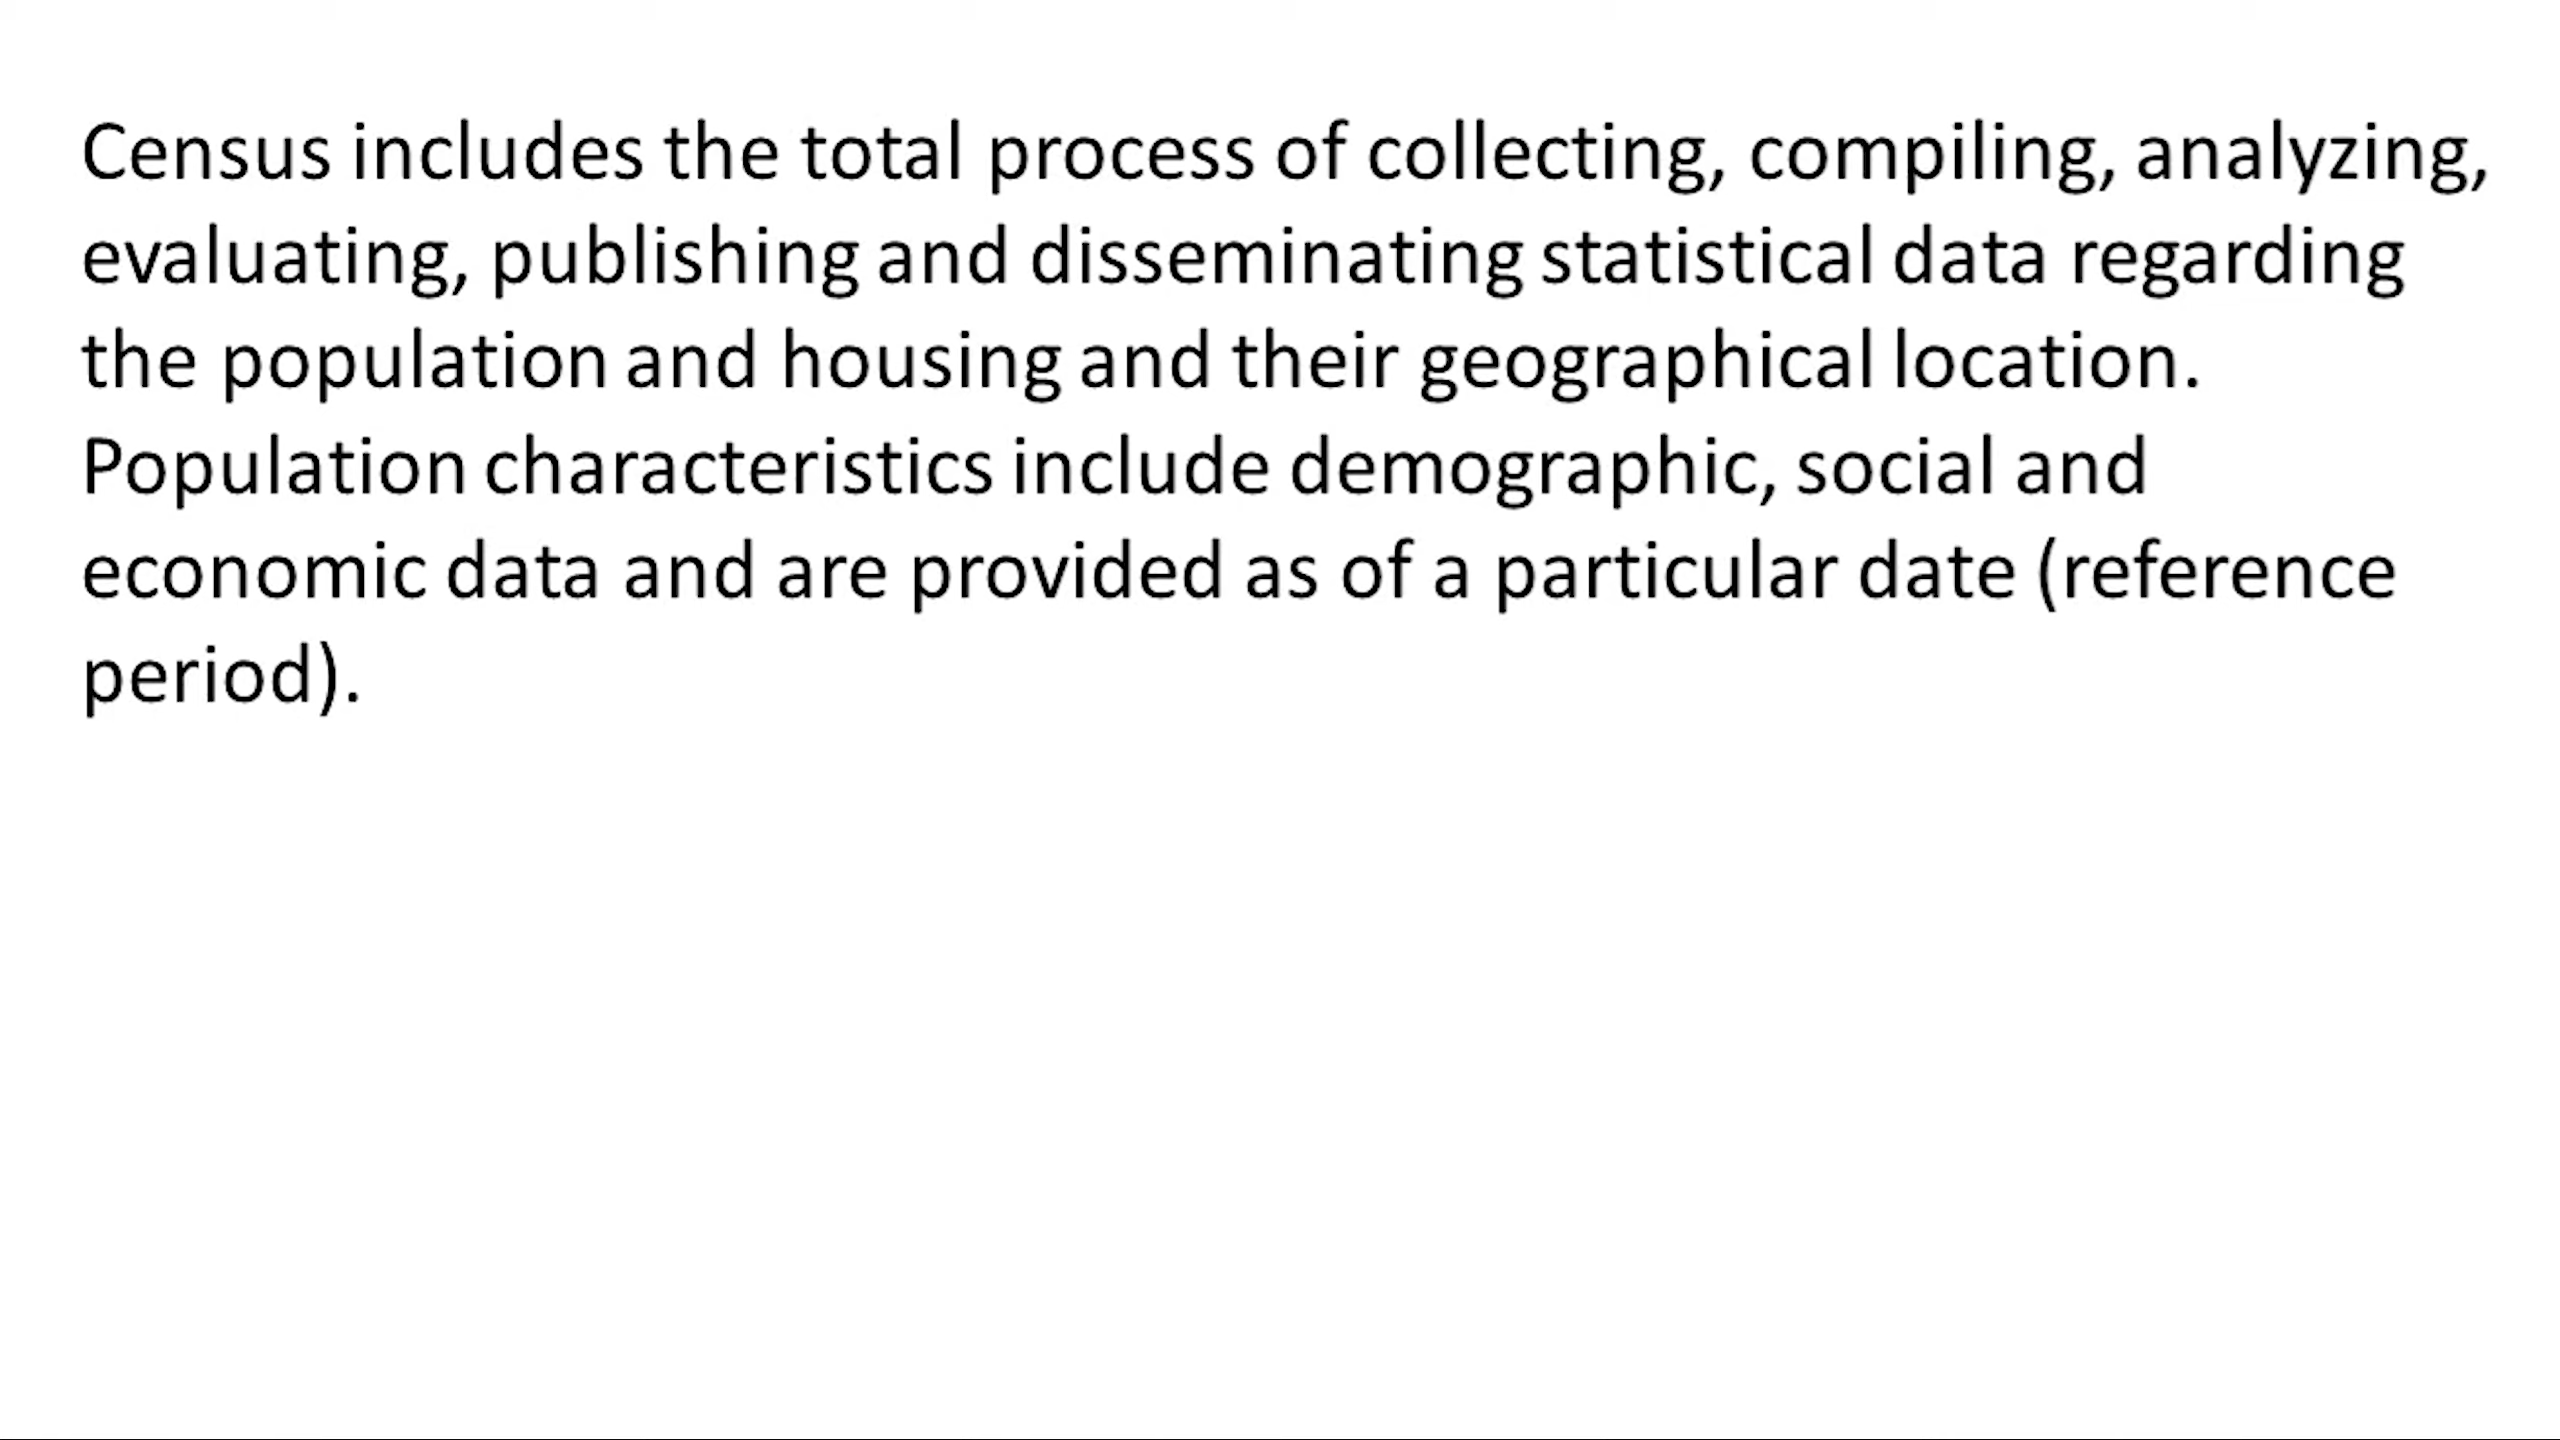 Census includes the total process of collecting, compiling, analyzing,
evaluating, publishing and disseminating statistical data regarding
the population and housing and their geographical location.
Population characteristics include demographic, social and
economic data and are provided as of a particular date (reference
period).